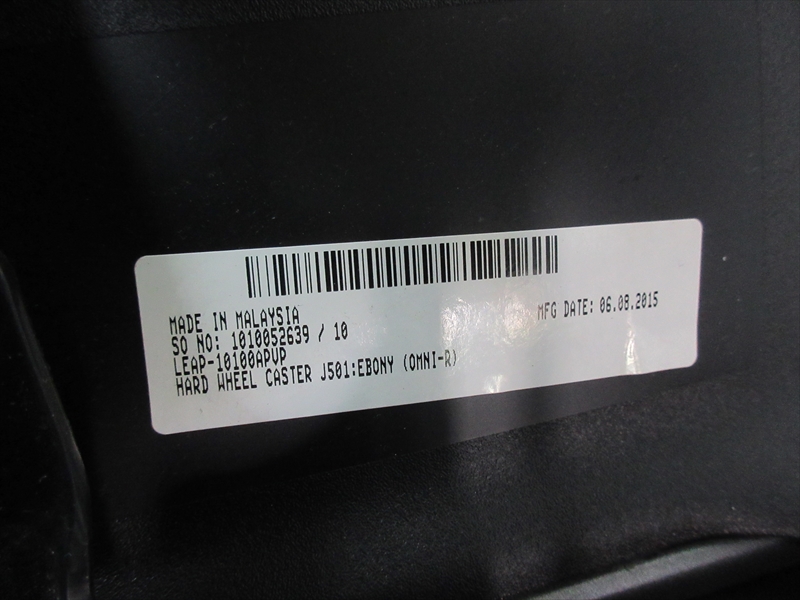 MADE IN MALAYSIA
MFG DATE: 06.08.2015
SO NO: 1010052639 / 10
LEAP-10100APVP
HARD WHEEL CASTER J501:EBONY (OMNI-R)